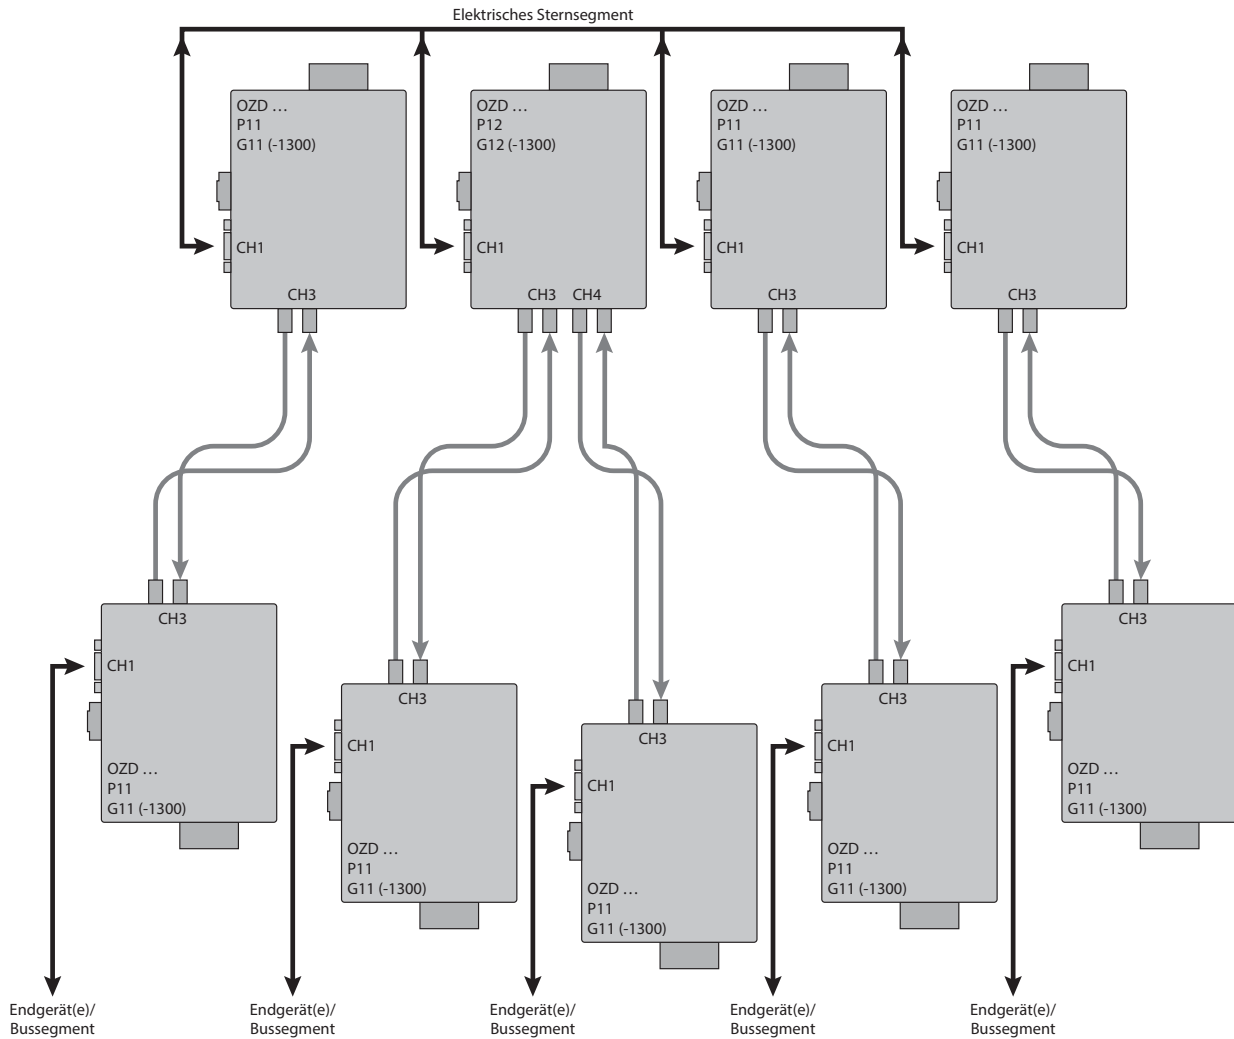 Elektrisches Sternsegment
OZD …
P11
G11 (-1300)
CH1
CH3
OZD …
P12
G12 (-1300)
CH1
CH3 CH4
OZD …
P11
G11 (-1300)
CH1
CH3
OZD …
P11
G11 (-1300)
CH1
CH3
CH3
CH1
OZD …
P11
G11 (-1300)
CH3
CH1
OZD …
P11
G11 (-1300)
CH3
CH1
OZD …
P11
G11 (-1300)
CH3
CH1
OZD …
P11
G11 (-1300)
CH3
CH1
OZD …
P11
G11 (-1300)
Endgerät(e)/
Bussegment
Endgerät(e)/
Bussegment
Endgerät(e)/
Bussegment
Endgerät(e)/
Bussegment
Endgerät(e)/
Bussegment